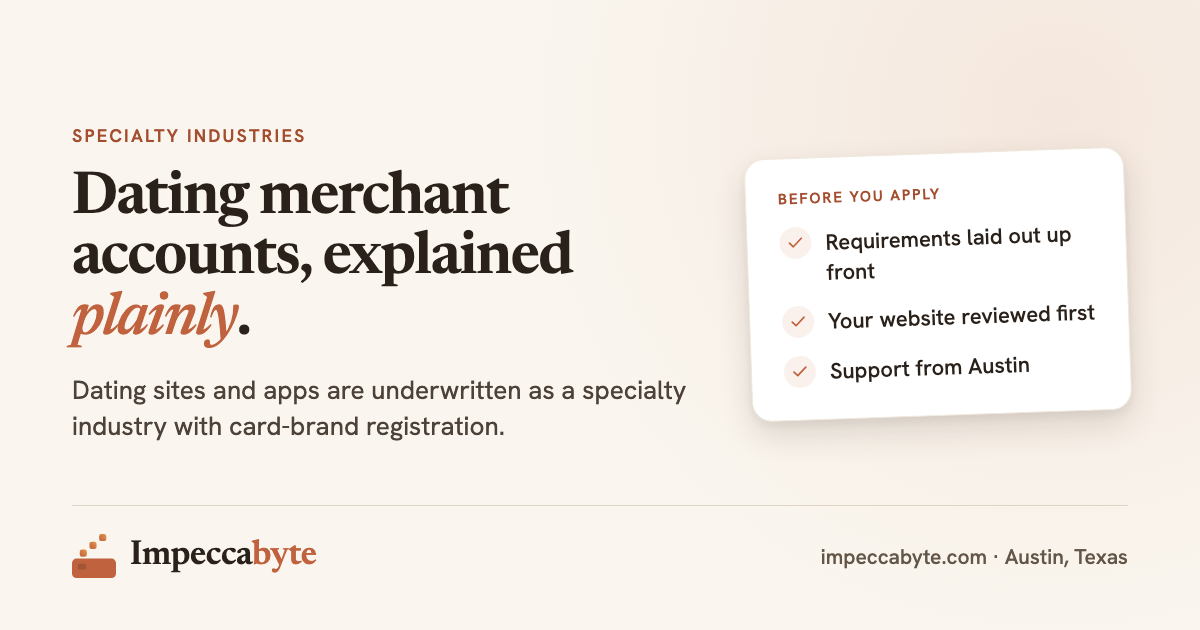 SPECIALTY INDUSTRIES
Dating merchant
accounts, explained
plainly.
Dating sites and apps are underwritten as a specialty
industry with card-brand registration.
BEFORE YOU APPLY
Requirements laid out up
front
Your website reviewed first
Support from Austin
Impeccabyte
impeccabyte.com · Austin, Texas